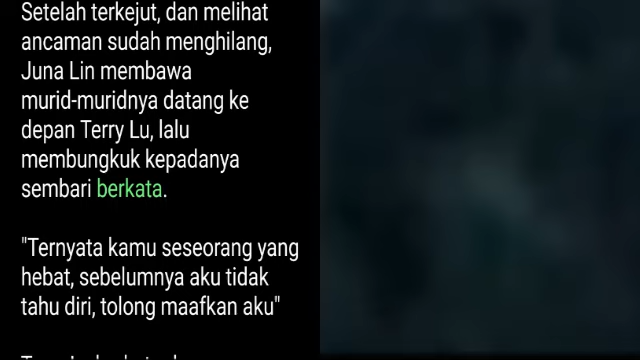 Setelah terkejut, dan melihat
ancaman sudah menghilang,
Juna Lin membawa
murid-muridnya datang ke
depan Terry Lu, lalu
membungkuk kepadanya
sembari berkata.
"Ternyata kamu seseorang yang
hebat, sebelumnya aku tidak
tahu diri, tolong maafkan aku"